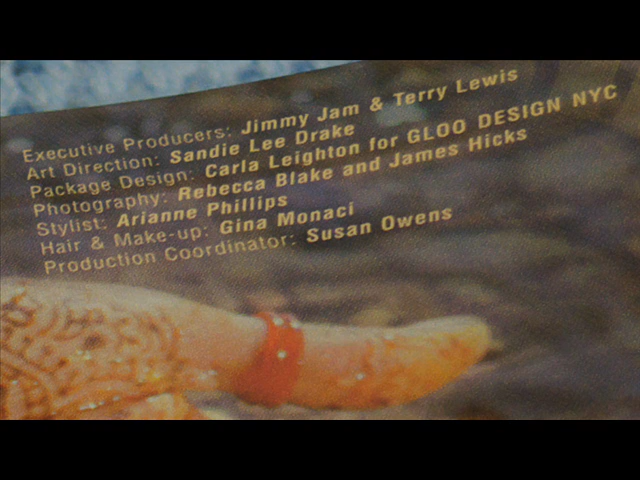 Executive Producers: Jimmy Jam & Terry Lewis
Art Direction: Sandie Lee Drake
Package Design: Carla Leighton for GLOO DESIGN NYC
Photography: Rebecca Blake and James Hicks
Stylist: Arianne Phillips
Hair & Make-up: Gina Monaci
Production Coordinator: Susan Owens